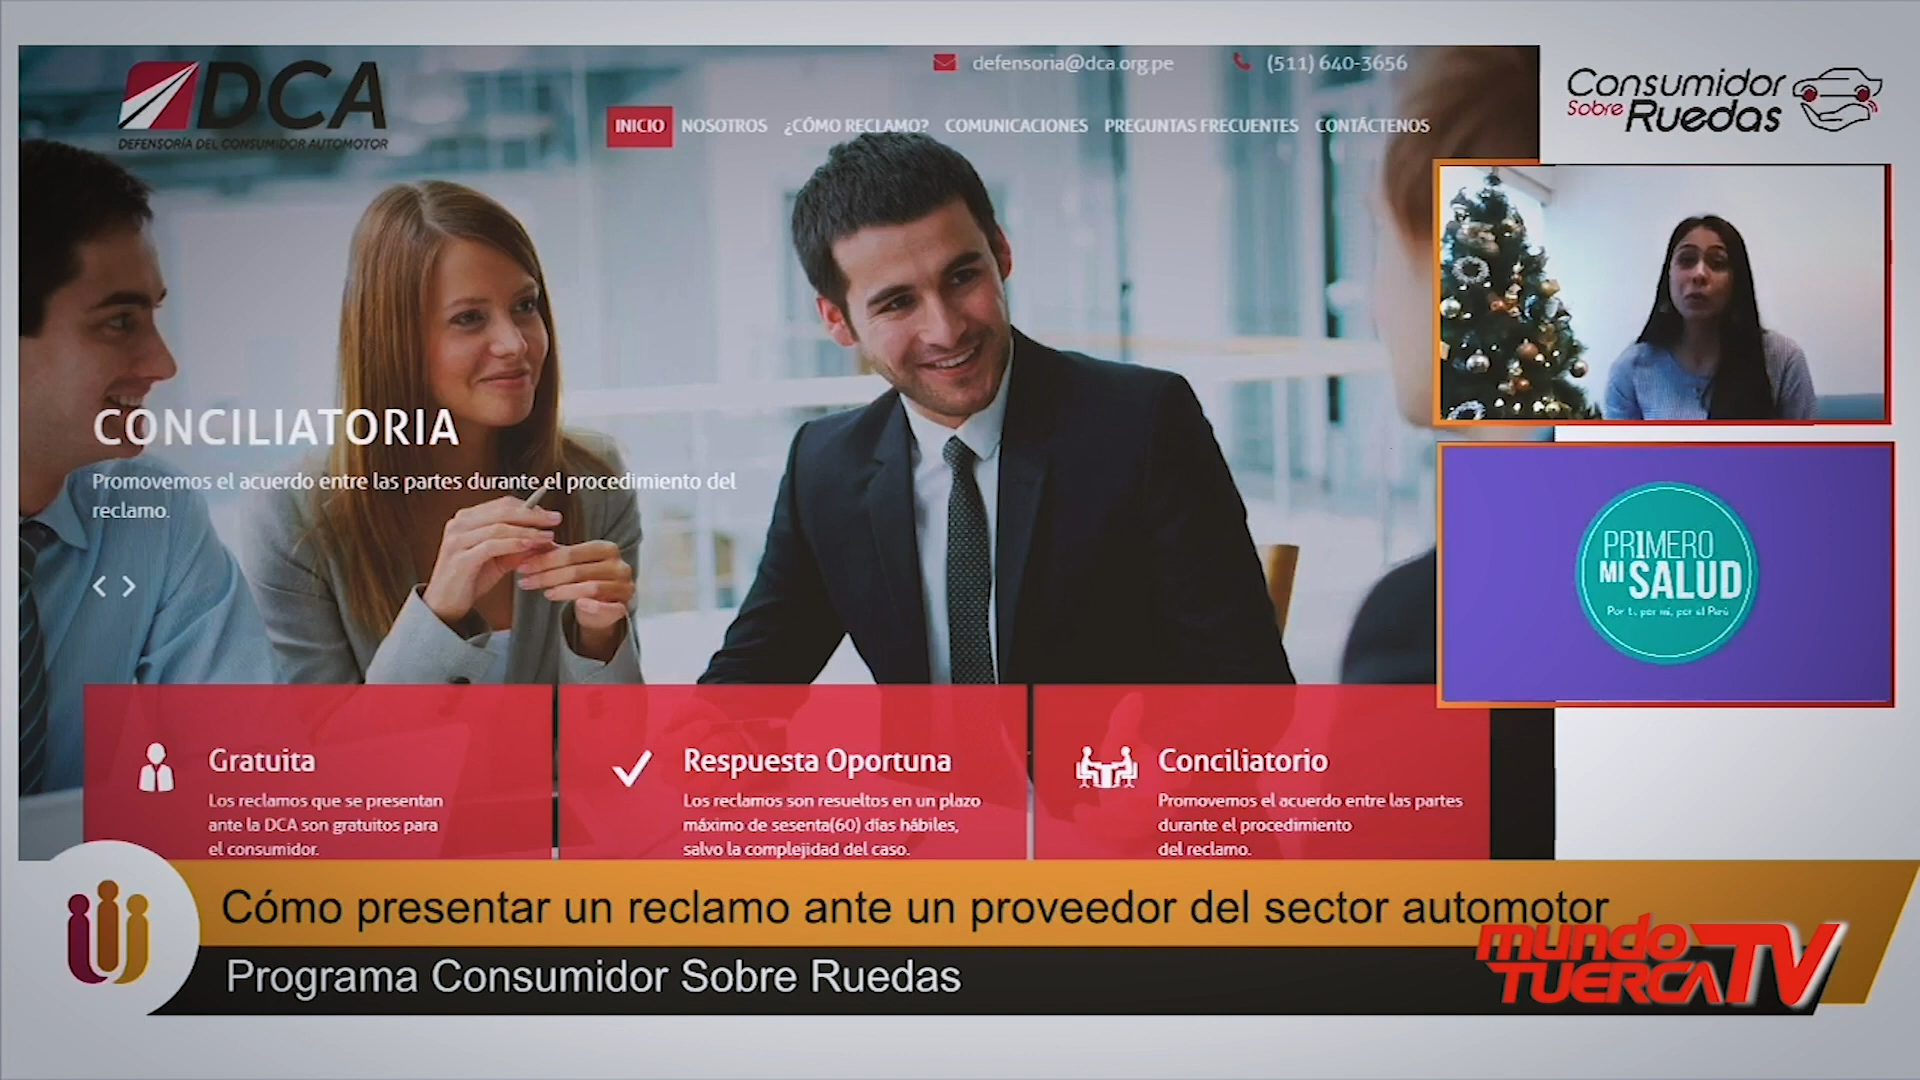 DCA
DEFENSORÍA DEL CONSUMIDOR AUTOMOTOR
defensoria@dca.org.pe
(511) 640-3656
INICIO NOSOTROS ¿CÓMO RECLAMO? COMUNICACIONES PREGUNTAS FRECUENTES CONTÁCTENOS
Consumidor
Sobre Ruedas
CONCILIATORIA
Promovemos el acuerdo entre las partes durante el procedimiento del
reclamo.
PRIMERO
MI SALUD
Por ti, por mí, por el Perú
Gratuita
Los reclamos que se presentan
ante la DCA son gratuitos para
el consumidor.
Respuesta Oportuna
Los reclamos son resueltos en un plazo
máximo de sesenta(60) días hábiles,
salvo la complejidad del caso.
Conciliatorio
Promovemos el acuerdo entre las partes
durante el procedimiento
del reclamo.
Cómo presentar un reclamo ante un proveedor del sector automotor
Programa Consumidor Sobre Ruedas
mundo
TUERCA TV